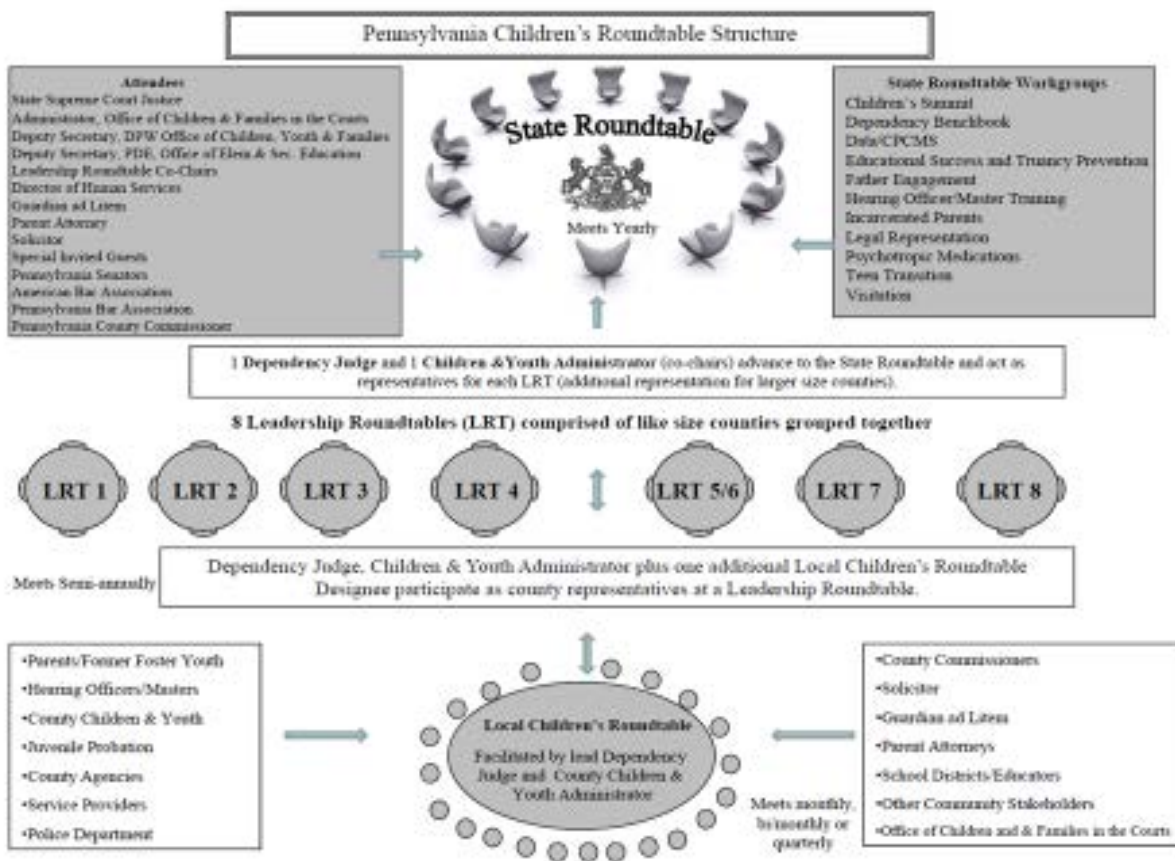 Pennsylvania Children's Roundtable Structure
Attendees
State Supreme Court Justice
Administrator, Office of Children & Families in the Courts
Deputy Secretary, DPW Office of Children, Youth & Families
Deputy Secretary, PDE, Office of Elem & Sec. Education
Leadership Roundtable Co-Chairs
Director of Human Services
Guardian ad Litem
Parent Attorney
Solicitor
Special Invited Guests
Pennsylvania Senators
American Bar Association
Pennsylvania Bar Association
Pennsylvania County Commissioner
State Roundtable
Meets Yearly
State Roundtable Workgroups
Children's Summit
Dependency Benchbook
Data/CPCMS
Educational Success and Truancy Prevention
Father Engagement
Hearing Officer/Master Training
Incarcerated Parents
Legal Representation
Psychotropic Medications
Teen Transition
Visitation
1 Dependency Judge and 1 Children &Youth Administrator (co-chairs) advance to the State Roundtable and act as
representatives for each LRT (additional representation for larger size counties).
8 Leadership Roundtables (LRT) comprised of like size counties grouped together
LRT 1
LRT 2
LRT 3
LRT 4
LRT 5/6
LRT 7
LRT 8
Meets Semi-annually
Dependency Judge, Children & Youth Administrator plus one additional Local Children's Roundtable
Designee participate as county representatives at a Leadership Roundtable.
•Parents/Former Foster Youth
•Hearing Officers/Masters
•County Children & Youth
•Juvenile Probation
•County Agencies
•Service Providers
•Police Department
Local Children's Roundtable
Facilitated by lead Dependency
Judge and County Children &
Youth Administrator
Meets monthly,
bi/monthly or
quarterly
•County Commissioners
•Solicitor
•Guardian ad Litem
•Parent Attorneys
•School Districts/Educators
•Other Community Stakeholders
•Office of Children and & Families in the Courts